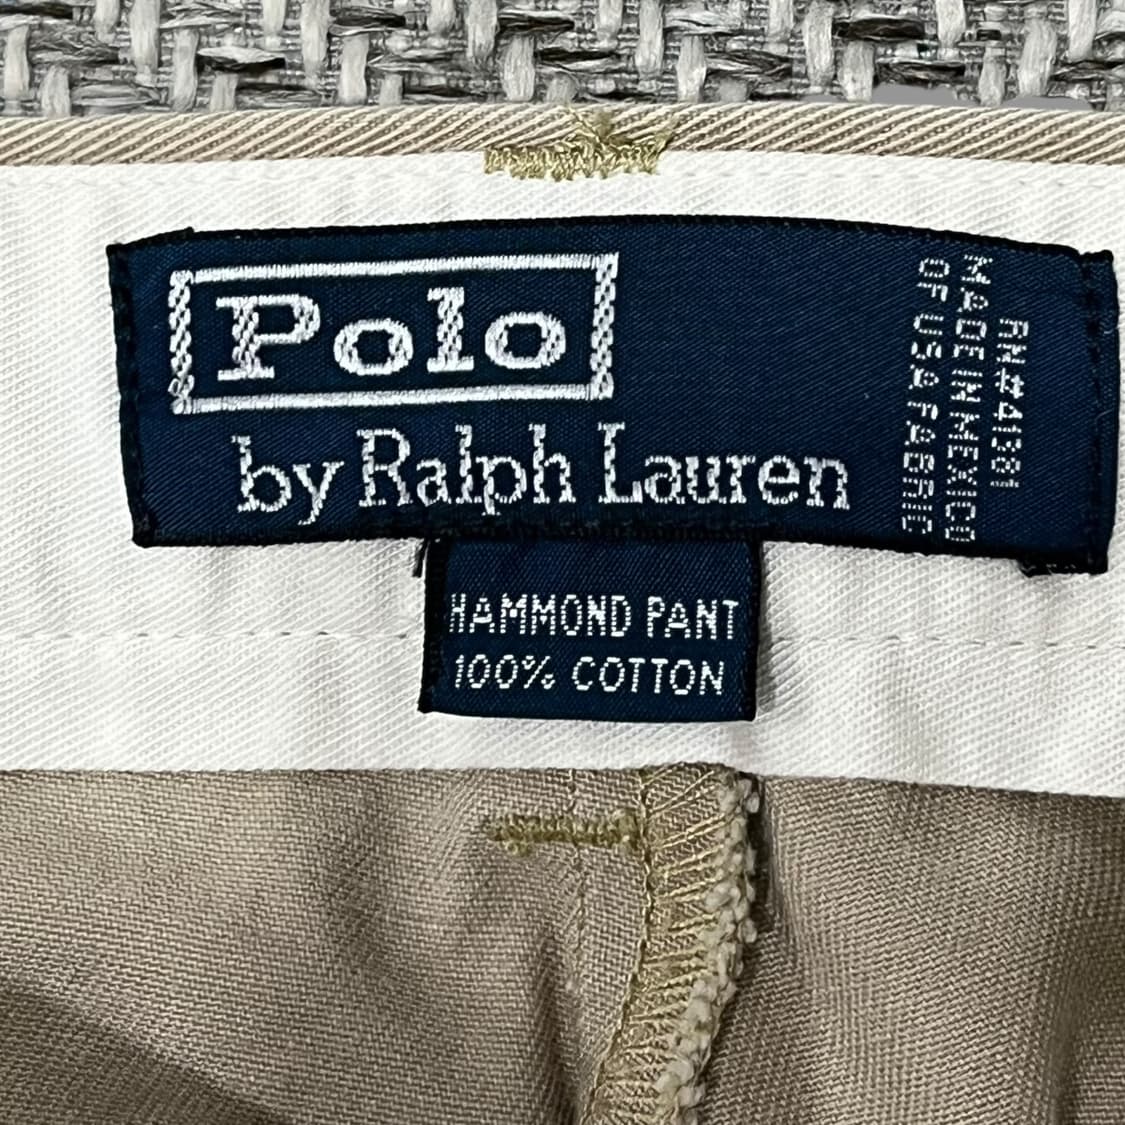 Polo
by Ralph Lauren
RN#41381
MADE IN MEXICO
OF USA FABRIC
HAMMOND PANT
100% COTTON